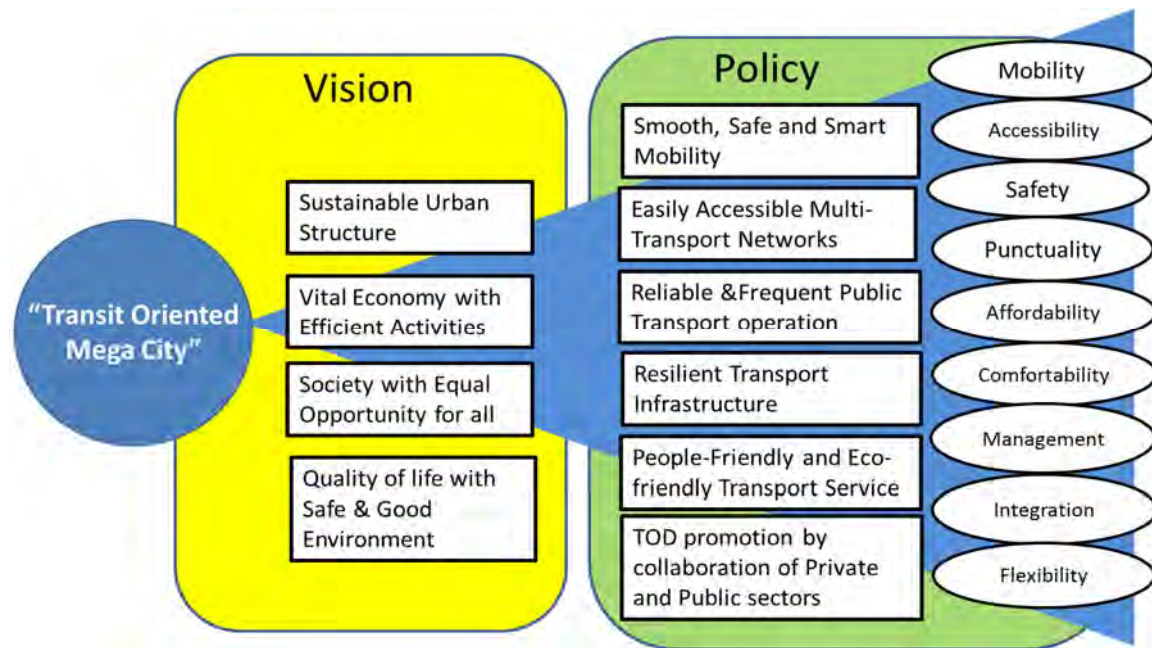 "Transit Oriented
Mega City"
Vision
Sustainable Urban
Structure
Vital Economy with
Efficient Activities
Society with Equal
Opportunity for all
Quality of life with
Safe & Good
Environment
Policy
Smooth, Safe and Smart
Mobility
Easily Accessible Multi-
Transport Networks
Reliable &Frequent Public
Transport operation
Resilient Transport
Infrastructure
People-Friendly and Eco-
friendly Transport Service
TOD promotion by
collaboration of Private
and Public sectors
Mobility
Accessibility
Safety
Punctuality
Affordability
Comfortability
Management
Integration
Flexibility